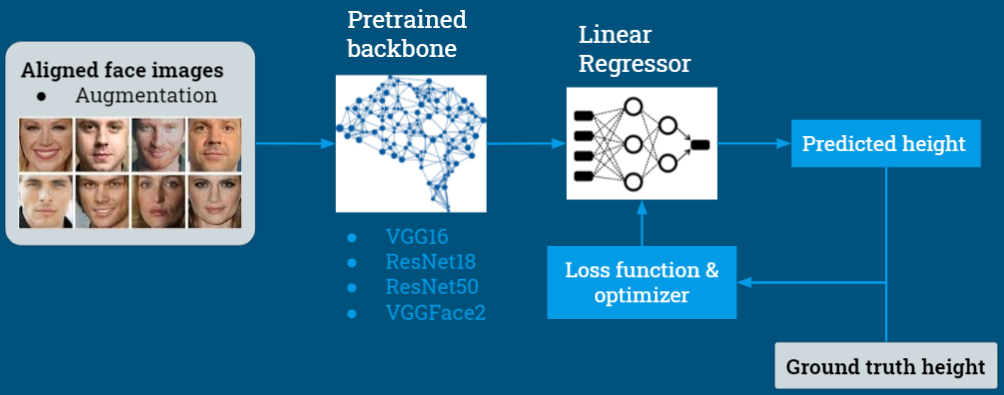 Aligned face images
● Augmentation
Pretrained
backbone
● VGG16
● ResNet18
● ResNet50
● VGGFace2
Linear
Regressor
Predicted height
Loss function &
optimizer
Ground truth height